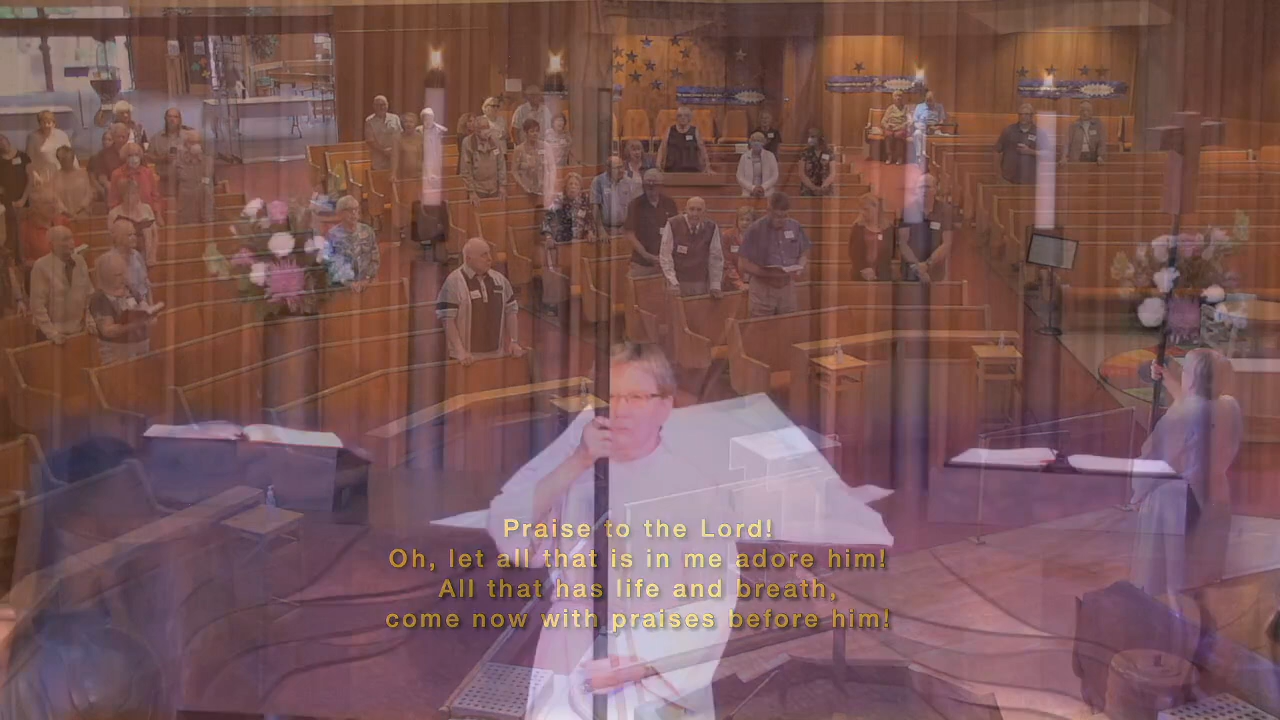 Praise to the Lord!
Oh, let all that is in me adore him!
All that has life and breath,
come now with praises before him!